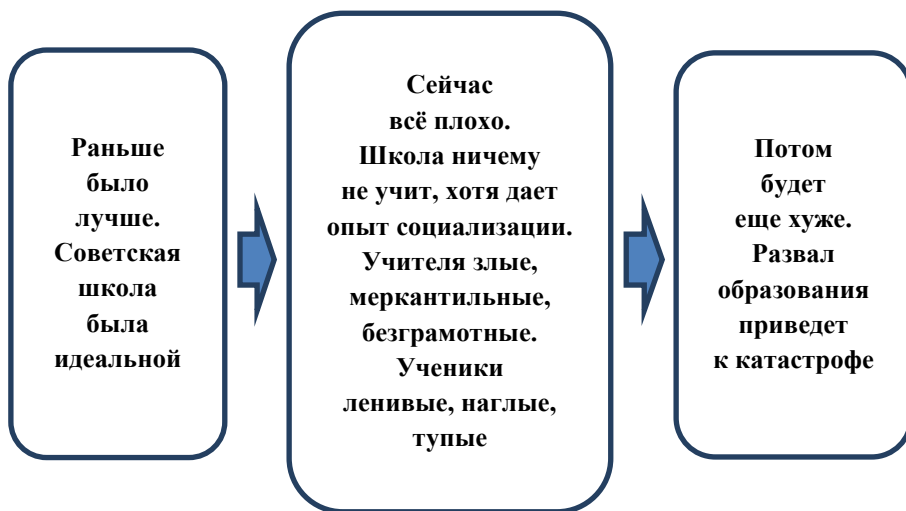 Раньше
было
лучше.
Советская
школа
была
идеальной
Сейчас
всё плохо.
Школа ничему
не учит, хотя дает
опыт социализации.
Учителя злые,
меркантильные,
безграмотные.
Ученики
ленивые, наглые,
тупые
Потом
будет
еще хуже.
Развал
образования
приведет
к катастрофе